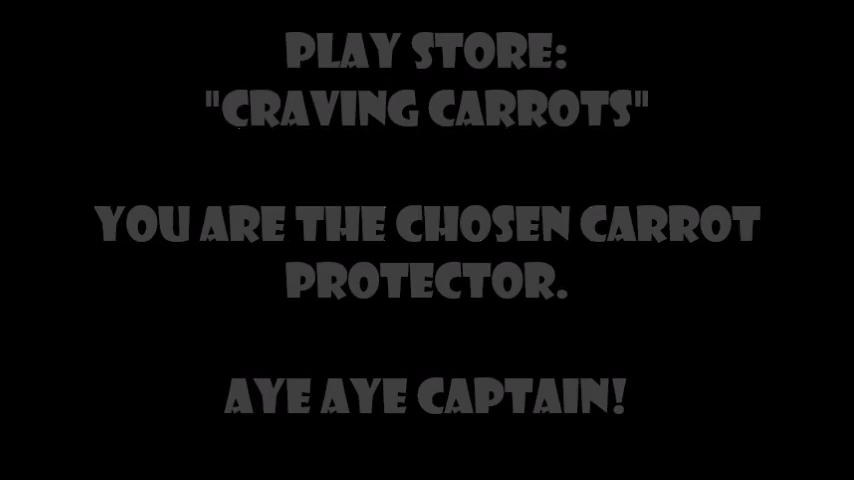 PLAY STORE:
"CRAVING CARROTS"
YOU ARE THE CHOSEN CARROT
PROTECTOR.
AYE AYE CAPTAIN!